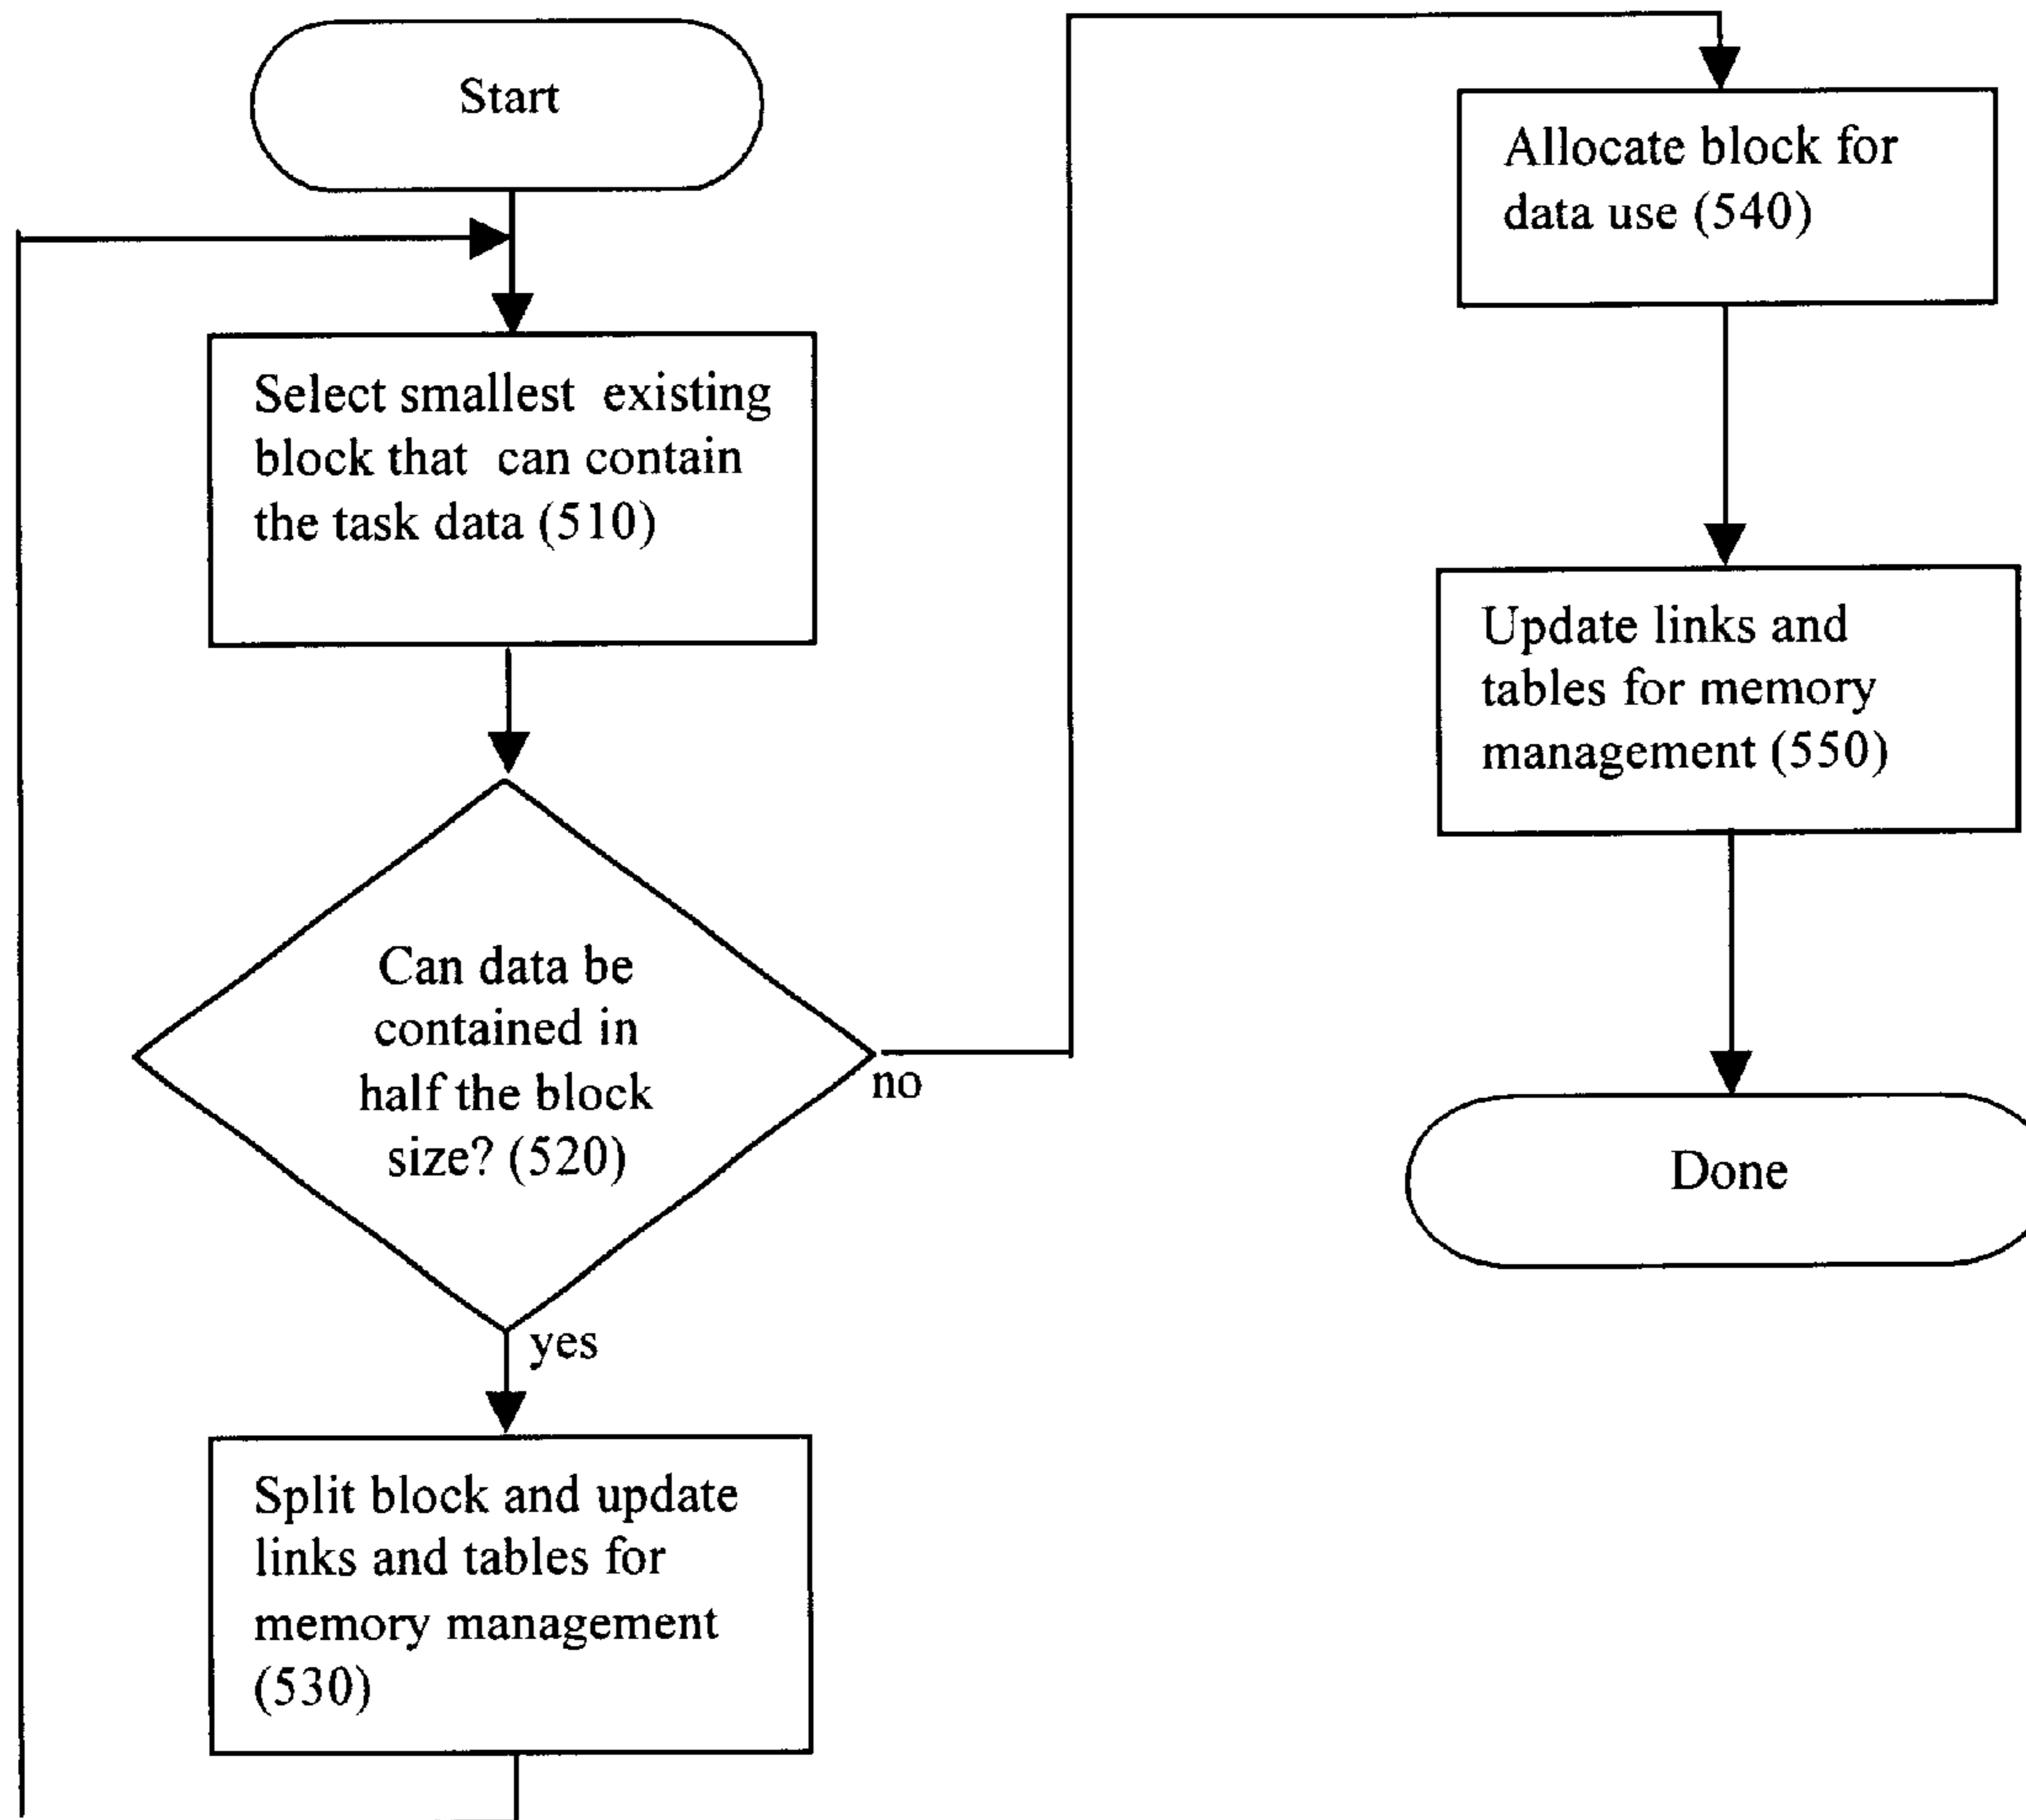 Start
Select smallest existing
block that can contain
the task data (510)
Can data be
contained in
half the block
size? (520)
no
yes
Split block and update
links and tables for
memory management
(530)
Allocate block for
data use (540)
Update links and
tables for memory
management (550)
Done